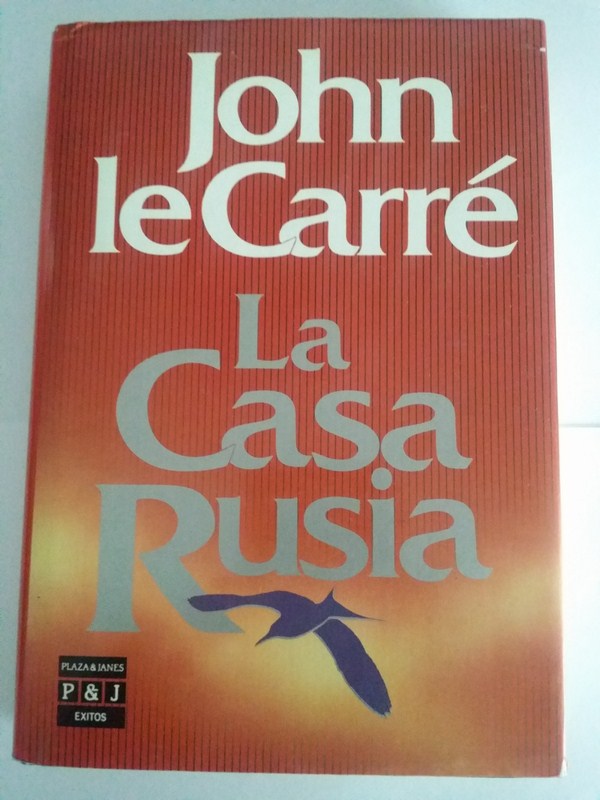 John
le Carré
La
Casa
Rusia
PLAZA & JANES
P & J
EXITOS